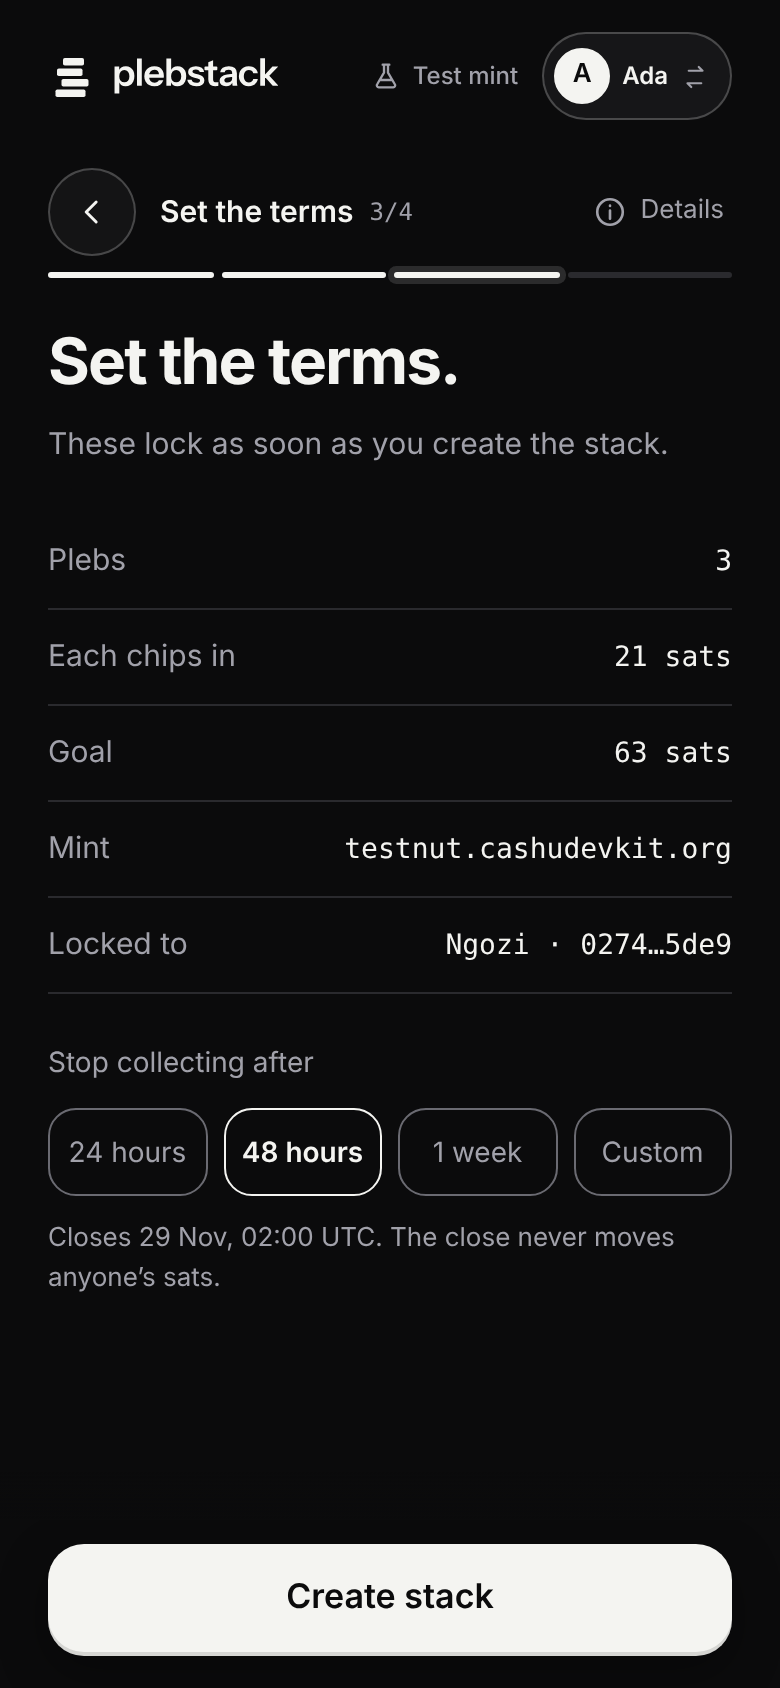 plebstack
Test mint
A
Ada
Set the terms 3/4
Details
Set the terms.
These lock as soon as you create the stack.
Plebs 3
Each chips in 21 sats
Goal 63 sats
Mint testnut.cashudevkit.org
Locked to Ngozi · 0274…5de9
Stop collecting after
24 hours 48 hours 1 week Custom
Closes 29 Nov, 02:00 UTC. The close never moves
anyone’s sats.
Create stack